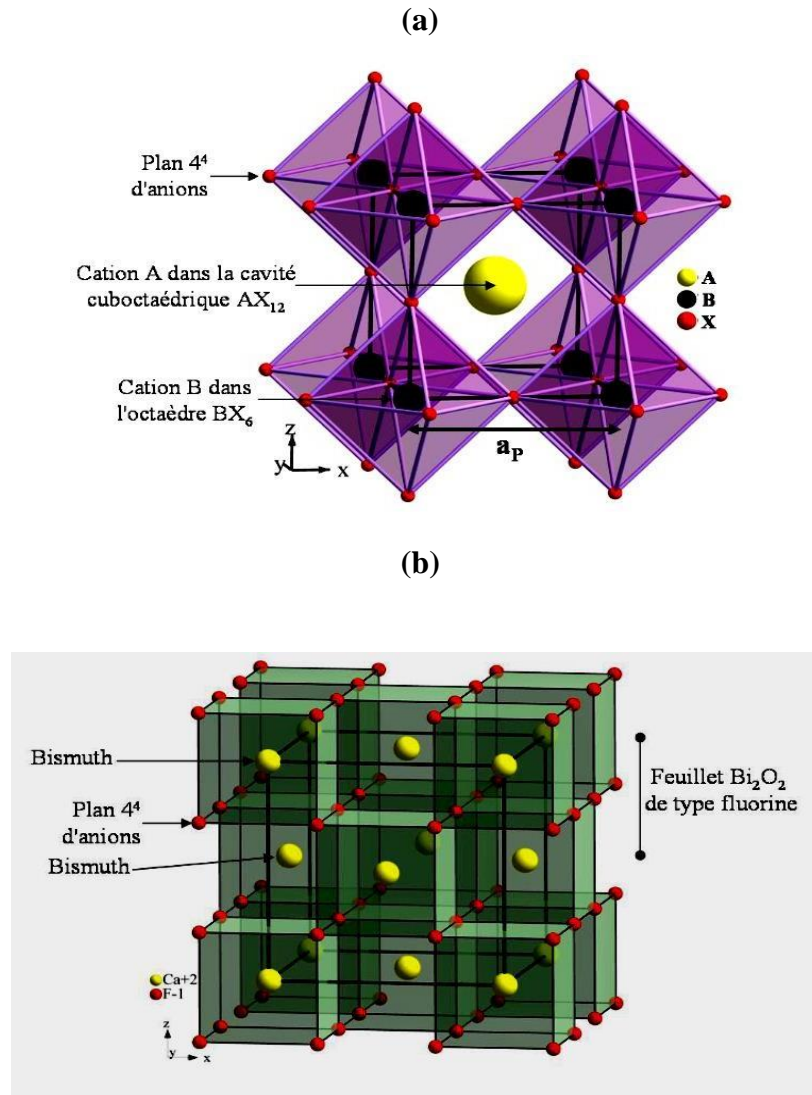 (a)
Plan 4⁴
d'anions
Cation A dans la cavité
cuboctaédrique AX₁₂
A
B
X
Cation B dans
l'octaèdre BX₆
z
y
x
aₚ
(b)
Bismuth
Plan 4⁴
d'anions
Bismuth
Feuillet Bi₂O₂
de type fluorine
Ca+2
F-1
z
y
x